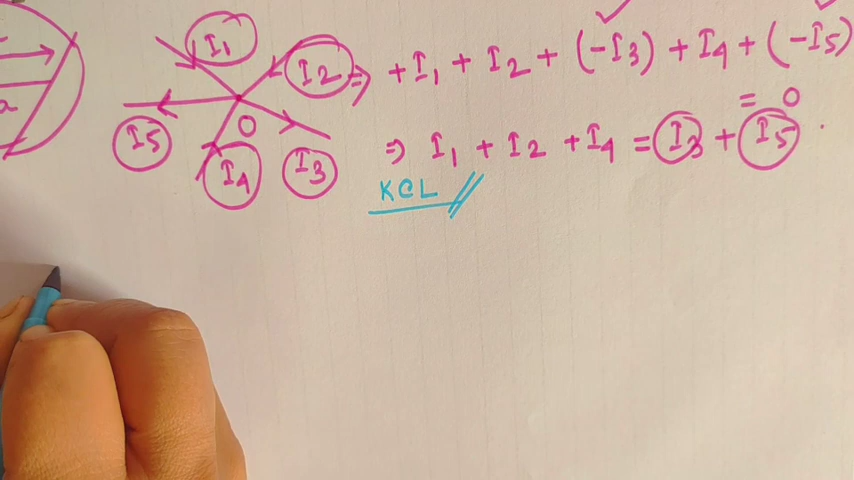 I1
I2
I5
O
I4
I3
a
⇒ +I1 + I2 + (-I3) + I4 + (-I5)
= 0
⇒ I1 + I2 + I4 = I3 + I5 .
KCL